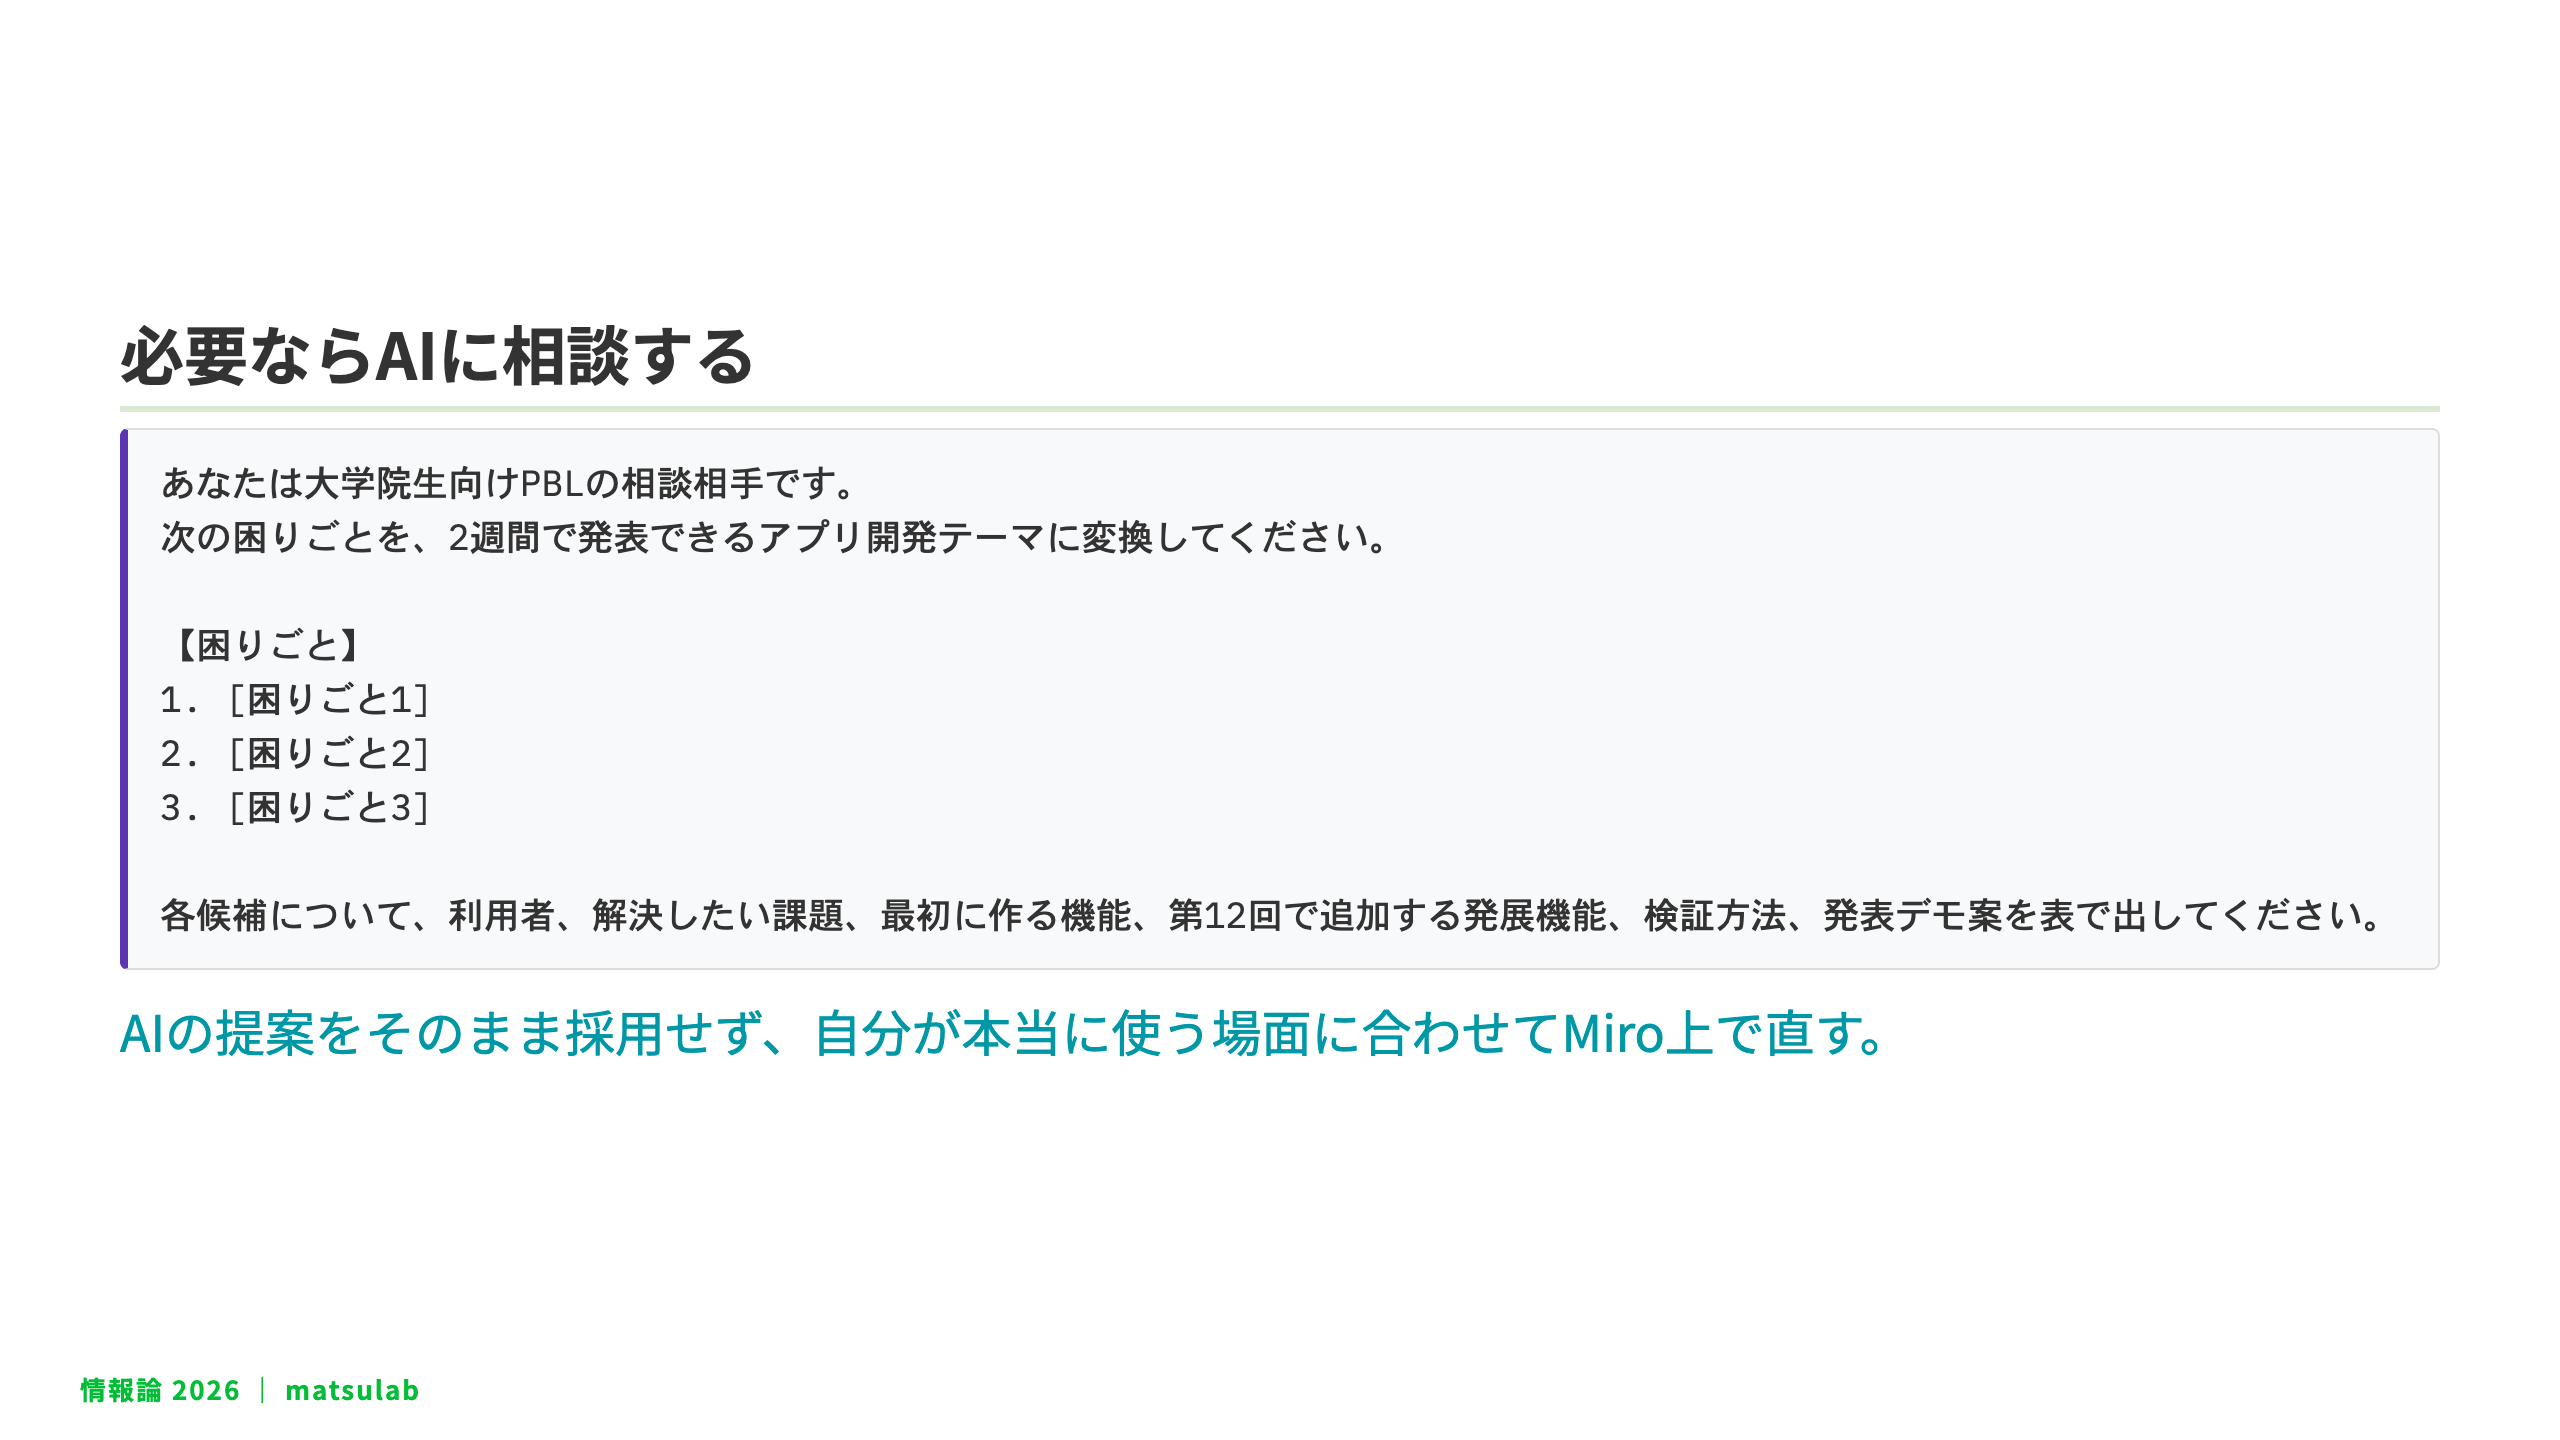 必要ならAIに相談する
あなたは大学院生向けPBLの相談相手です。
次の困りごとを、2週間で発表できるアプリ開発テーマに変換してください。
【困りごと】
1. [困りごと1]
2. [困りごと2]
3. [困りごと3]
各候補について、利用者、解決したい課題、最初に作る機能、第12回で追加する発展機能、検証方法、発表デモ案を表で出してください。
AIの提案をそのまま採用せず、自分が本当に使う場面に合わせてMiro上で直す。
情報論 2026 ｜ matsulab